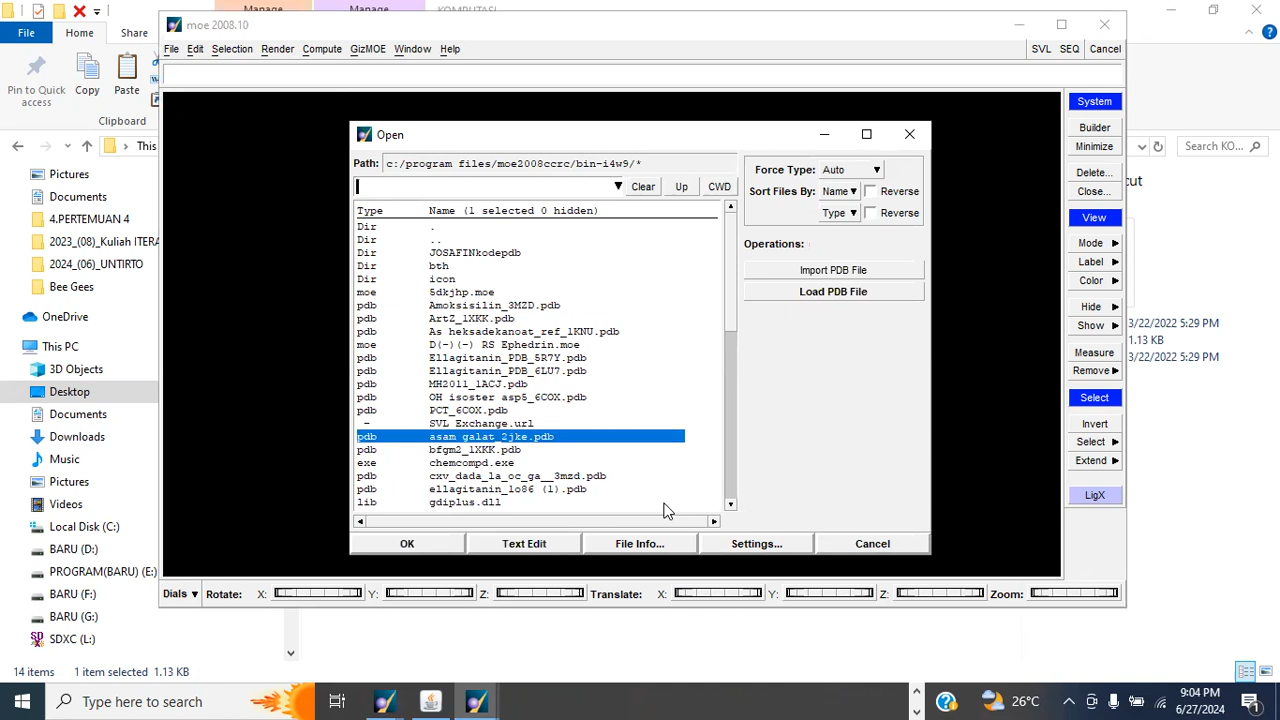 Manage
Manage
KOMPUTASI
File
Home
Share
Pin to Quick access
Copy
Paste
Clipboard
This
Search KO...
Pictures
Documents
4.PERTEMUAN 4
2023_(08)_Kuliah ITERA
2024_(06)_UNTIRTO
Bee Gees
OneDrive
This PC
3D Objects
Desktop
Documents
Downloads
Music
Pictures
Videos
Local Disk (C:)
BARU (D:)
PROGRAM(BARU) (E:)
BARU (F:)
BARU (G:)
SDXC (L:)
14 items
1 item selected 1.13 KB
cut
3/22/2022 5:29 PM
1.13 KB
3/22/2022 5:29 PM
moe 2008.10
File Edit Selection Render Compute GizMOE Window Help
SVL SEQ Cancel
System
Builder
Minimize
Delete...
Close...
View
Mode
Label
Color
Hide
Show
Measure
Remove
Select
Invert
Select
Extend
LigX
Open
Path: c:/program files/moe2008ccrc/bin-i4w9/*
Clear Up CWD
Type Name (1 selected 0 hidden)
Dir .
Dir ..
Dir JOSAFINkodepdb
Dir bth
Dir icon
moe 5dkjhp.moe
pdb Amoksisilin_3MZD.pdb
pdb ArtZ_1XKK.pdb
pdb As heksadekanoat_ref_1KNU.pdb
moe D(-)(-) RS Ephedrin.moe
pdb Ellagitanin_PDB_5R7Y.pdb
pdb Ellagitanin_PDB_6LU7.pdb
pdb MH2011_1ACJ.pdb
pdb OH isoster asp5_6COX.pdb
pdb PCT_6COX.pdb
- SVL Exchange.url
pdb asam galat_2jke.pdb
pdb bfgm2_1XKK.pdb
exe chemcompd.exe
pdb cxv_dada_la_oc_ga__3mzd.pdb
pdb ellagitanin_lo86 (1).pdb
lib gdiplus.dll
Force Type: Auto
Sort Files By: Name Reverse
Type Reverse
Operations:
Import PDB File
Load PDB File
OK
Text Edit
File Info...
Settings...
Cancel
Dials Rotate: X: Y: Z: Translate: X: Y: Z: Zoom:
Type here to search
26°C
9:04 PM
6/27/2024
1